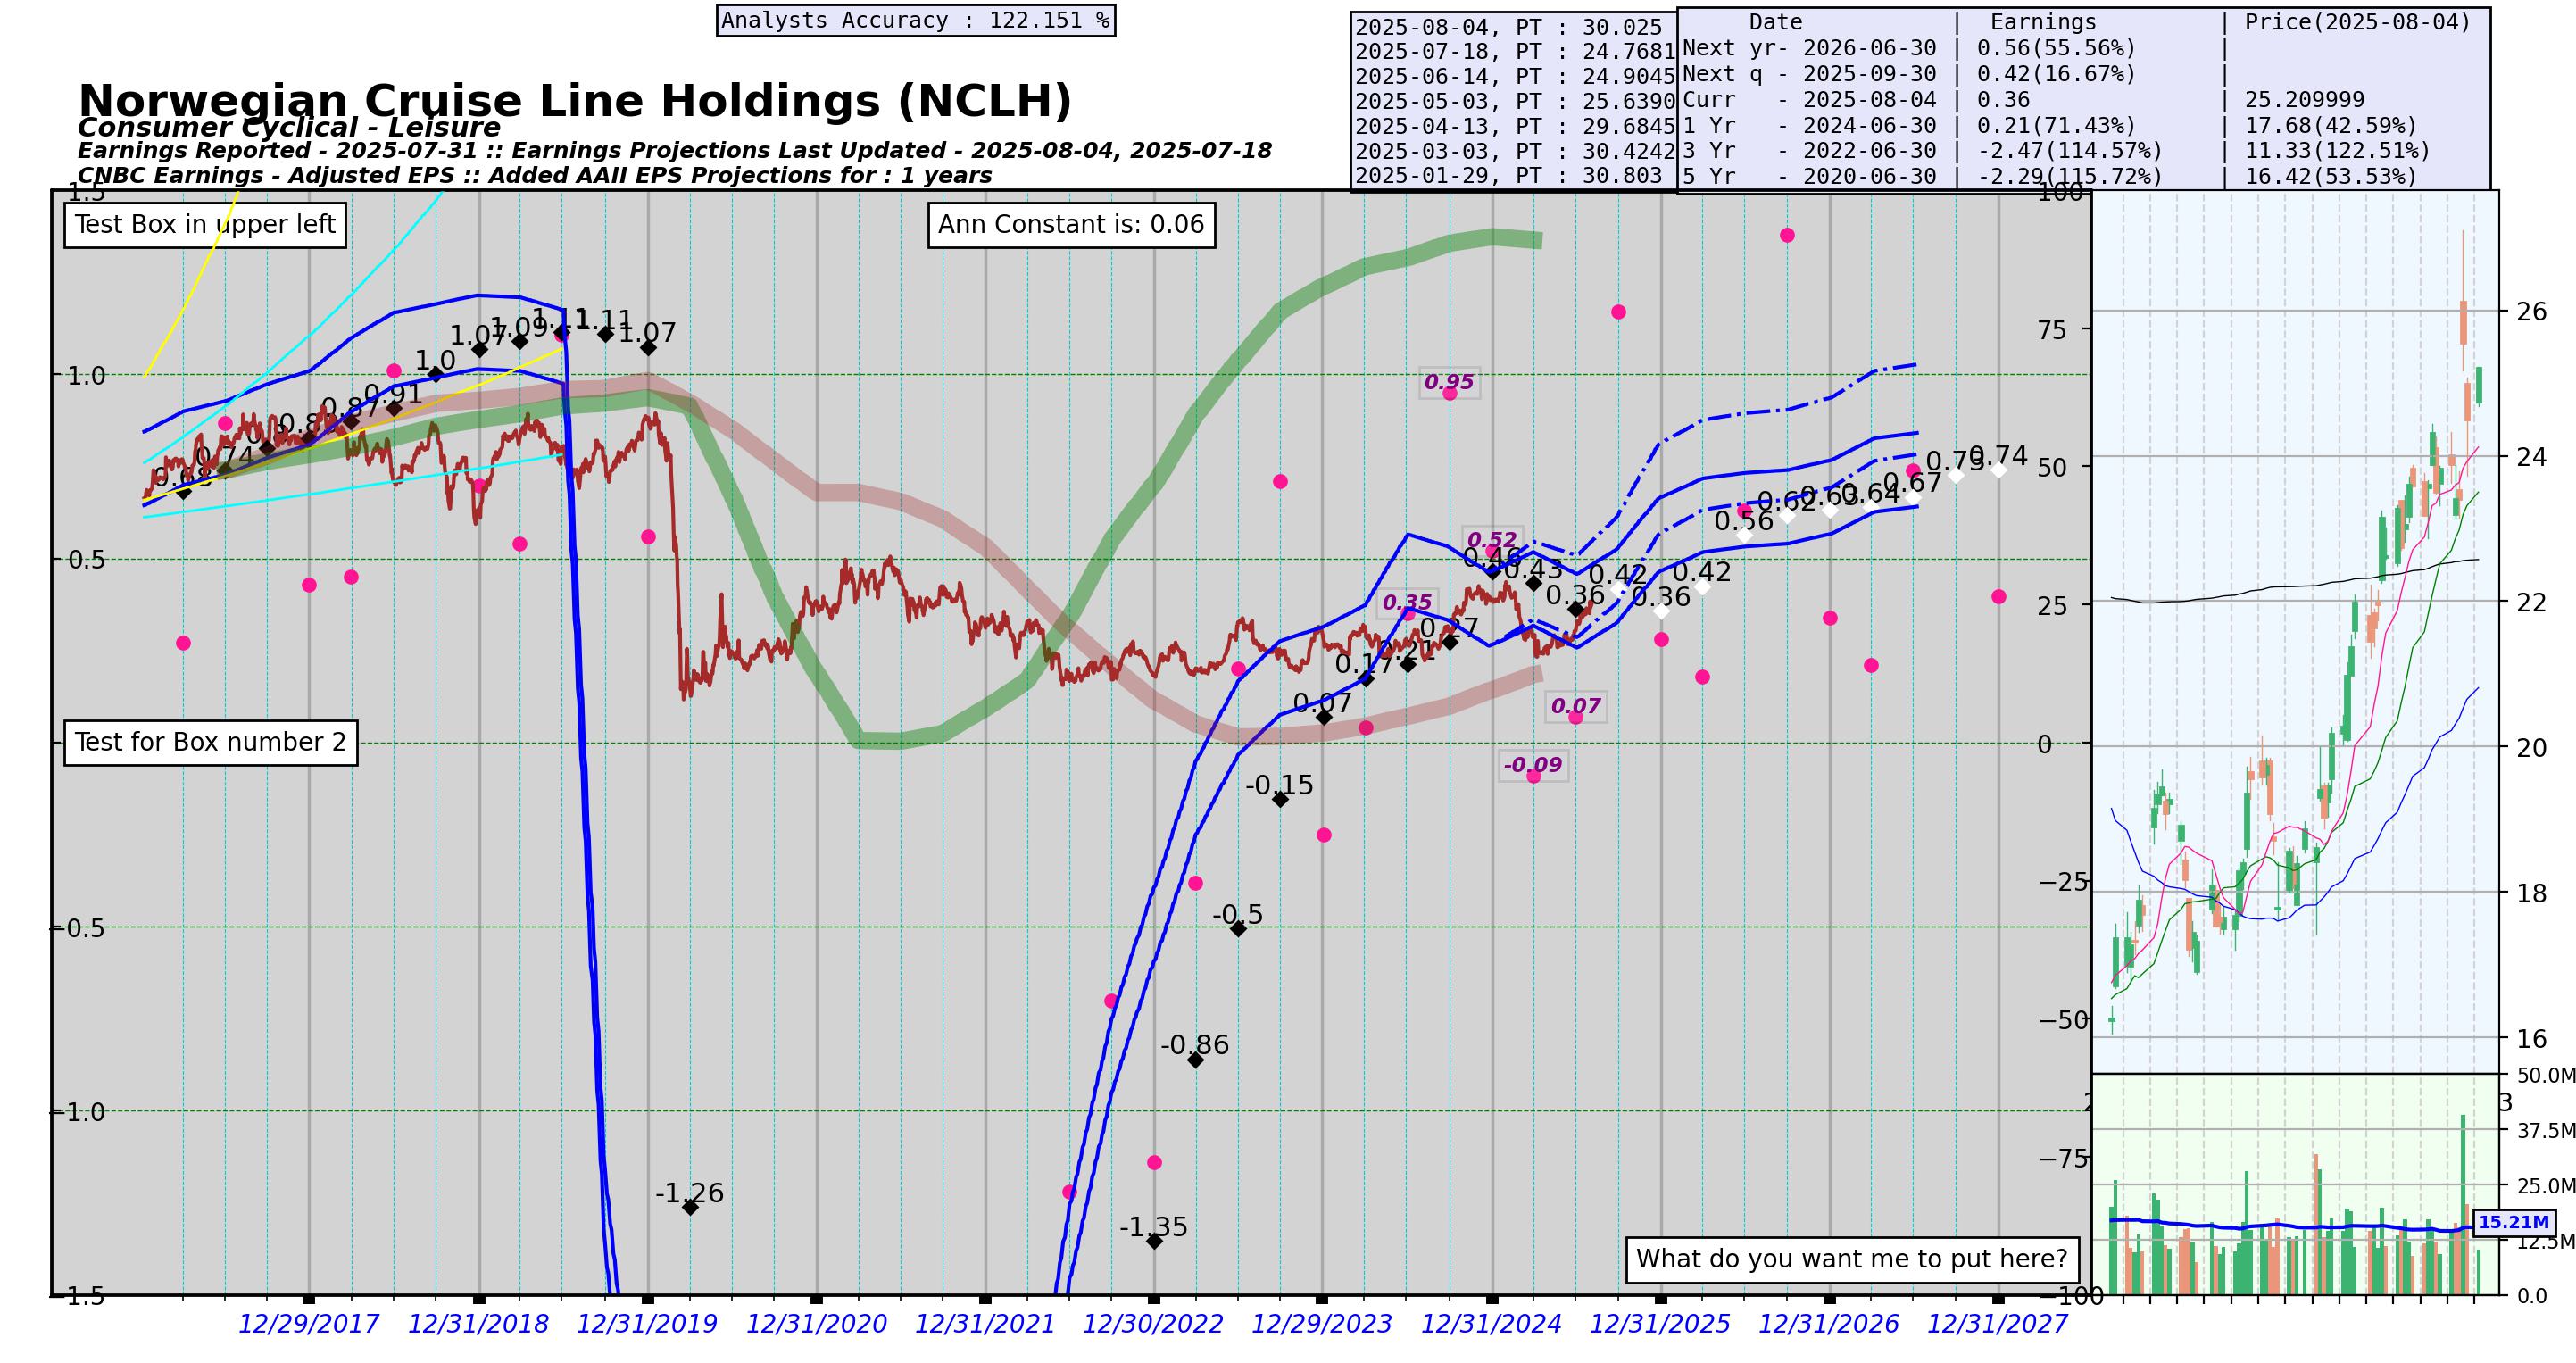 Analysts Accuracy : 122.151 %
2025-08-04, PT : 30.025
2025-07-18, PT : 24.7681
2025-06-14, PT : 24.9045
2025-05-03, PT : 25.6390
2025-04-13, PT : 29.6845
2025-03-03, PT : 30.4242
2025-01-29, PT : 30.803
Date | Earnings | Price(2025-08-04)
Next yr- 2026-06-30 | 0.56(55.56%) |
Next q - 2025-09-30 | 0.42(16.67%) |
Curr - 2025-08-04 | 0.36 | 25.209999
1 Yr - 2024-06-30 | 0.21(71.43%) | 17.68(42.59%)
3 Yr - 2022-06-30 | -2.47(114.57%) | 11.33(122.51%)
5 Yr - 2020-06-30 | -2.29(115.72%) | 16.42(53.53%)
Norwegian Cruise Line Holdings (NCLH)
Consumer Cyclical - Leisure
Earnings Reported - 2025-07-31 :: Earnings Projections Last Updated - 2025-08-04, 2025-07-18
CNBC Earnings - Adjusted EPS :: Added AAII EPS Projections for : 1 years
Test Box in upper left
Ann Constant is: 0.06
Test for Box number 2
What do you want me to put here?
1.5
1.0
0.5
−0.5
−1.0
−1.5
0.68
0.74
0.87
0.91
1.0
1.07
1.09
1.11
1.11
1.07
-1.26
-1.35
-0.86
-0.5
-0.15
0.07
0.17
0.21
0.27
0.46
0.43
0.36
0.42
0.36
0.42
0.56
0.62
0.63
0.64
0.67
0.73
0.74
0.35
0.95
0.52
-0.09
0.07
100
75
50
25
0
−25
−50
−75
−100
26
24
22
20
18
16
50.0M
37.5M
25.0M
15.21M
12.5M
0.0
12/29/2017
12/31/2018
12/31/2019
12/31/2020
12/31/2021
12/30/2022
12/29/2023
12/31/2024
12/31/2025
12/31/2026
12/31/2027